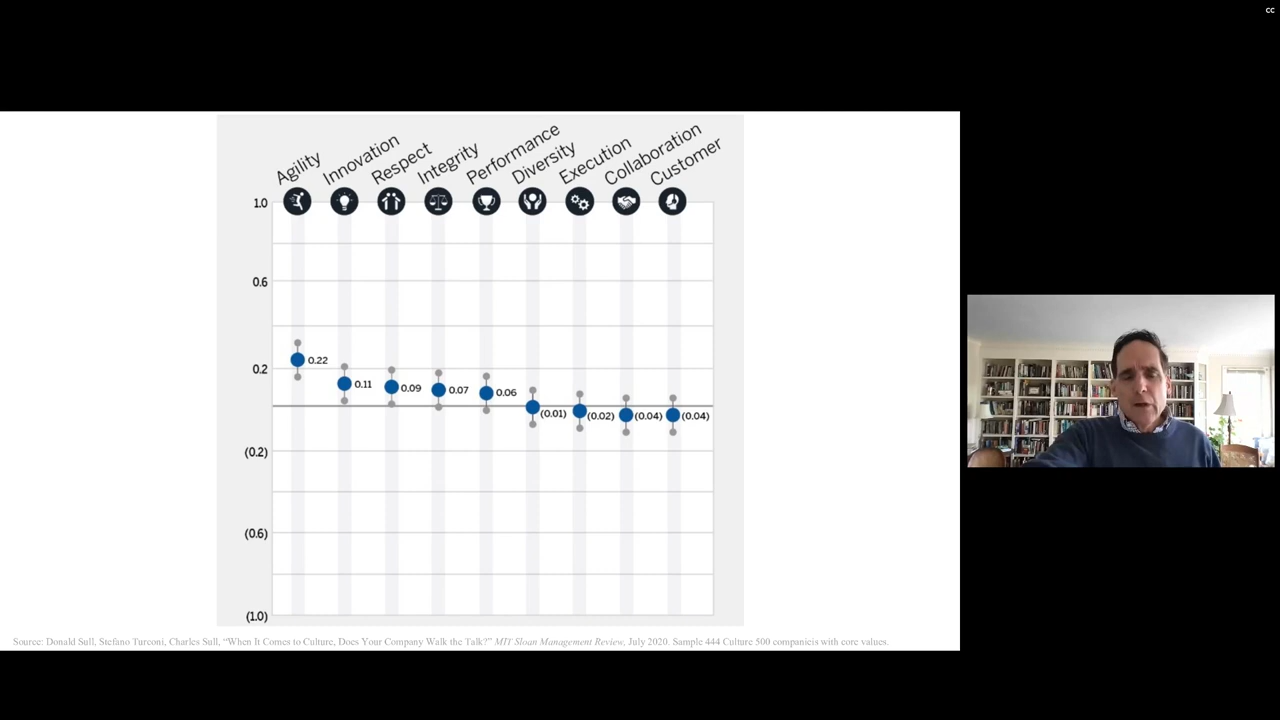 CC
Agility
Innovation
Respect
Integrity
Performance
Diversity
Execution
Collaboration
Customer
1.0
0.6
0.2
(0.2)
(0.6)
(1.0)
0.22
0.11
0.09
0.07
0.06
(0.01)
(0.02)
(0.04)
(0.04)
Source: Donald Sull, Stefano Turconi, Charles Sull, “When It Comes to Culture, Does Your Company Walk the Talk?” MIT Sloan Management Review, July 2020. Sample 444 Culture 500 companieis with core values.